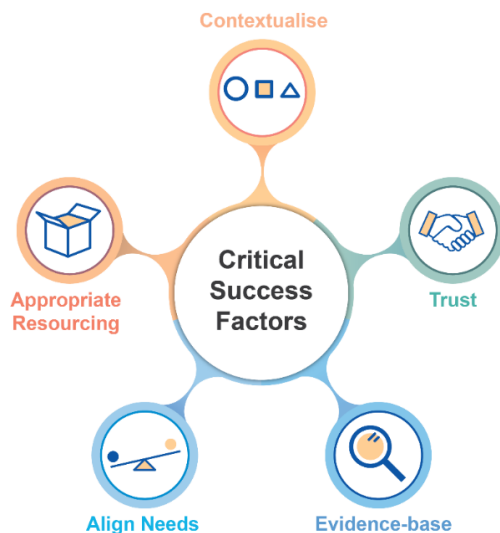 Contextualise
Critical
Success
Factors
Appropriate
Resourcing
Trust
Align Needs
Evidence-base